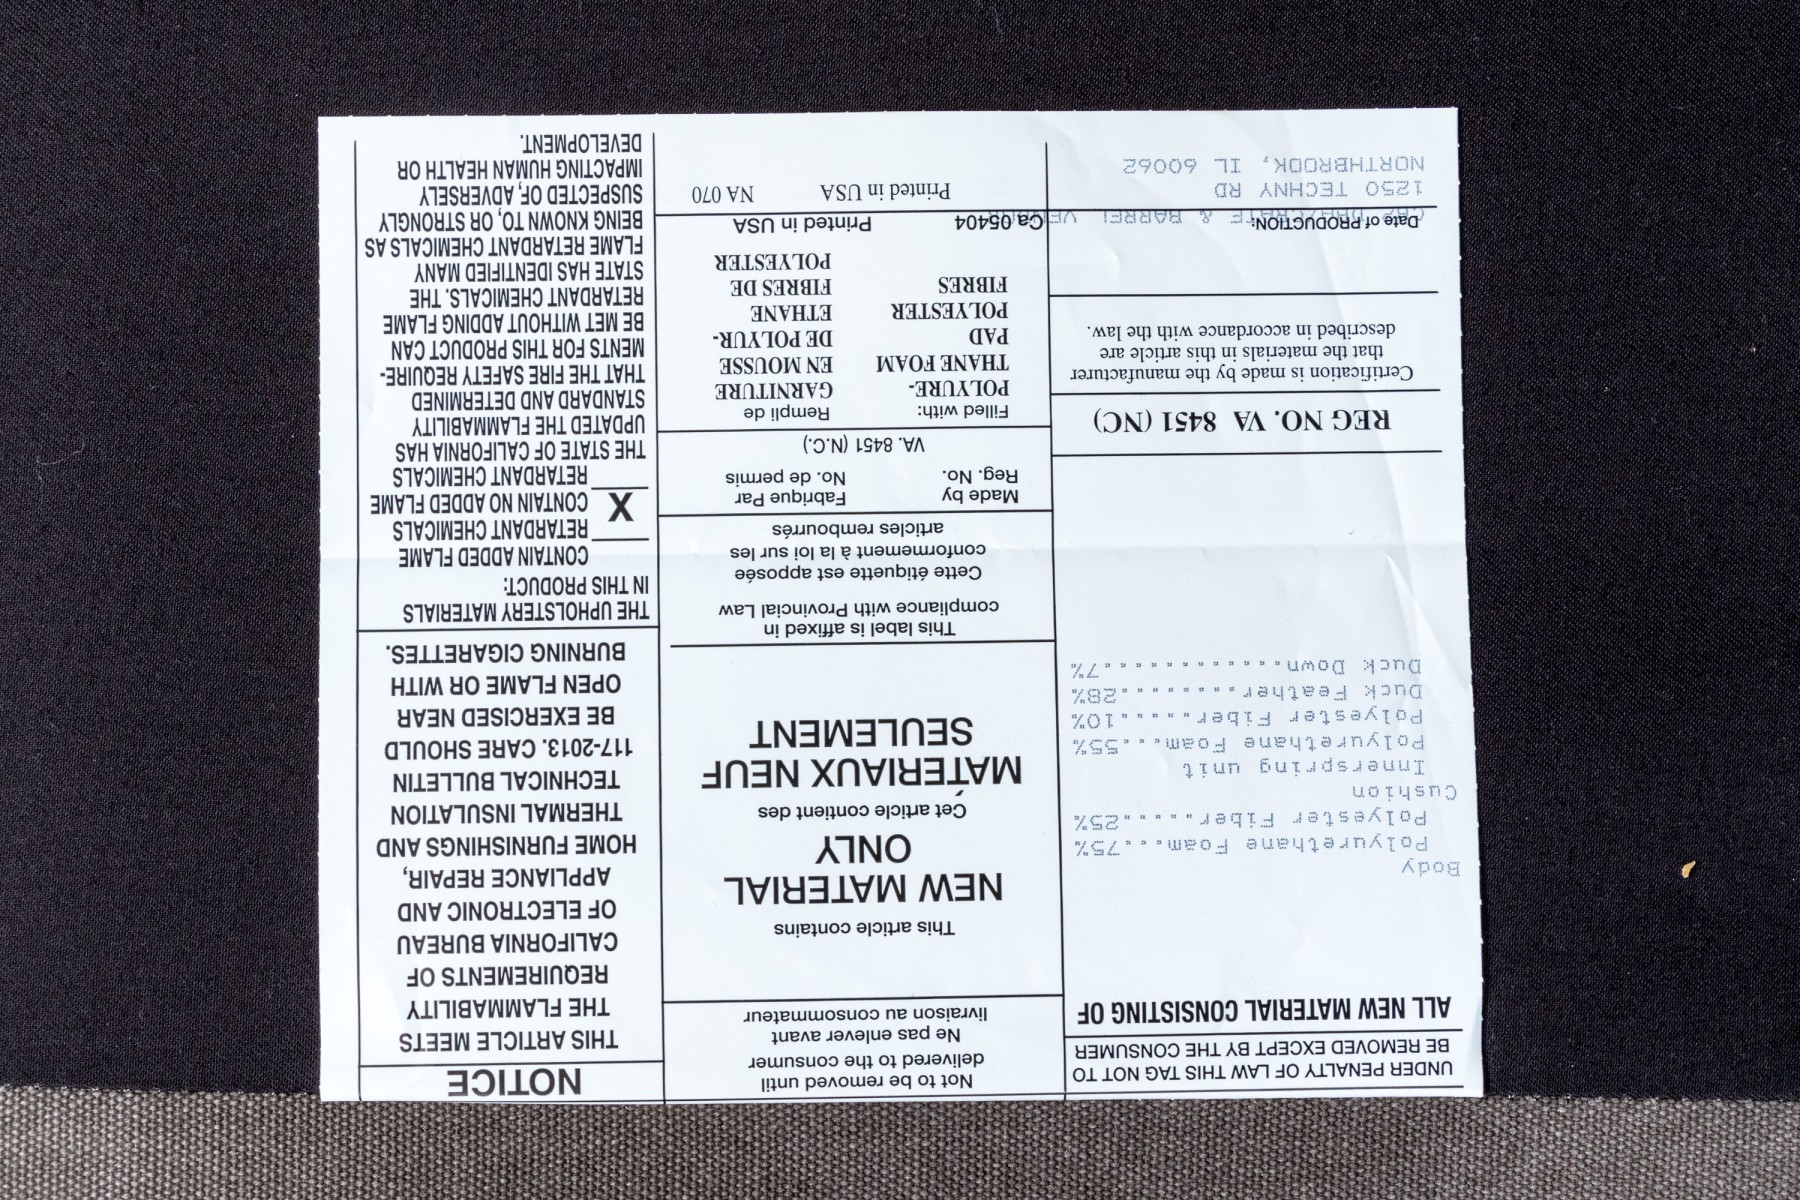 UNDER PENALTY OF LAW THIS TAG NOT TO
BE REMOVED EXCEPT BY THE CONSUMER
ALL NEW MATERIAL CONSISTING OF
Body
Polyurethane Foam...75%
Polyester Fiber......25%
Cushion
Innerspring unit
Polyurethane Foam...55%
Polyester Fiber......10%
Duck Feather.........28%
Duck Down..............7%
REG NO. VA 8451 (NC)
Certification is made by the manufacturer
that the materials in this article are
described in accordance with the law.
Date of PRODUCTION:
CB2 DBA/CRATE & BARREL VENDOR
1250 TECHNY RD
NORTHBROOK, IL 60062
Not to be removed until
delivered to the consumer
Ne pas enlever avant
livraison au consommateur
This article contains
NEW MATERIAL
ONLY
Cet article contient des
MATÉRIAUX NEUF
SEULEMENT
This label is affixed in
compliance with Provincial Law
Cette étiquette est apposée
conformement à la loi sur les
articles rembourrés
Made by Fabrique Par
Reg. No. No. de permis
VA. 8451 (N.C.)
Filled with: Rempli de
POLYURE- GARNITURE
THANE FOAM EN MOUSSE
PAD DE POLYUR-
POLYESTER ETHANE
FIBRES FIBRES DE
POLYESTER
Ca 05404 Printed in USA
Printed in USA NA 070
NOTICE
THIS ARTICLE MEETS
THE FLAMMABILITY
REQUIREMENTS OF
CALIFORNIA BUREAU
OF ELECTRONIC AND
APPLIANCE REPAIR,
HOME FURNISHINGS AND
THERMAL INSULATION
TECHNICAL BULLETIN
117-2013. CARE SHOULD
BE EXERCISED NEAR
OPEN FLAME OR WITH
BURNING CIGARETTES.
THE UPHOLSTERY MATERIALS
IN THIS PRODUCT:
CONTAIN ADDED FLAME
RETARDANT CHEMICALS
X CONTAIN NO ADDED FLAME
RETARDANT CHEMICALS
THE STATE OF CALIFORNIA HAS
UPDATED THE FLAMMABILITY
STANDARD AND DETERMINED
THAT THE FIRE SAFETY REQUIRE-
MENTS FOR THIS PRODUCT CAN
BE MET WITHOUT ADDING FLAME
RETARDANT CHEMICALS. THE
STATE HAS IDENTIFIED MANY
FLAME RETARDANT CHEMICALS AS
BEING KNOWN TO, OR STRONGLY
SUSPECTED OF, ADVERSELY
IMPACTING HUMAN HEALTH OR
DEVELOPMENT.